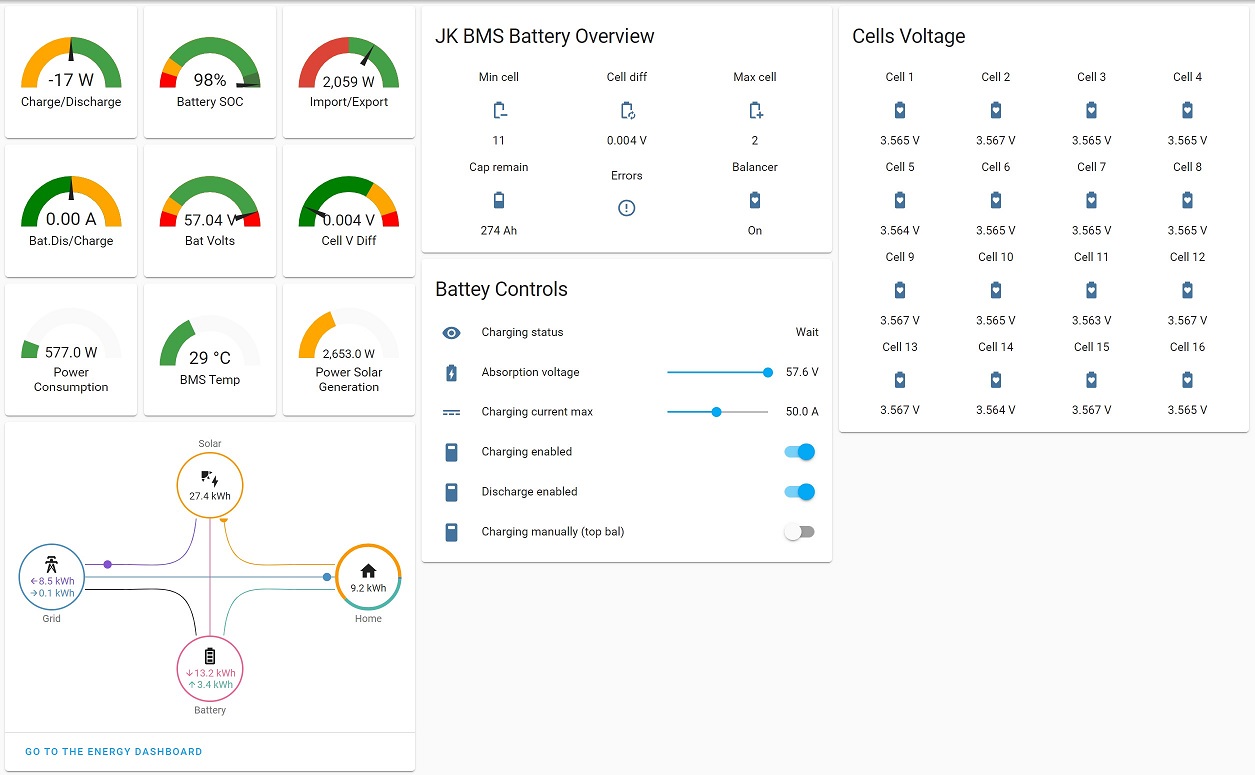 -17 W
Charge/Discharge
98%
Battery SOC
2,059 W
Import/Export
0.00 A
Bat.Dis/Charge
57.04 V
Bat Volts
0.004 V
Cell V Diff
577.0 W
Power
Consumption
29 °C
BMS Temp
2,653.0 W
Power Solar
Generation
Solar
27.4 kWh
←8.5 kWh
→0.1 kWh
Grid
9.2 kWh
Home
↓13.2 kWh
↑3.4 kWh
Battery
GO TO THE ENERGY DASHBOARD
JK BMS Battery Overview
Min cell Cell diff Max cell
11 0.004 V 2
Cap remain Errors Balancer
274 Ah On
Battey Controls
Charging status Wait
Absorption voltage 57.6 V
Charging current max 50.0 A
Charging enabled
Discharge enabled
Charging manually (top bal)
Cells Voltage
Cell 1 Cell 2 Cell 3 Cell 4
3.565 V 3.567 V 3.565 V 3.565 V
Cell 5 Cell 6 Cell 7 Cell 8
3.564 V 3.565 V 3.565 V 3.565 V
Cell 9 Cell 10 Cell 11 Cell 12
3.567 V 3.565 V 3.563 V 3.567 V
Cell 13 Cell 14 Cell 15 Cell 16
3.567 V 3.564 V 3.567 V 3.565 V